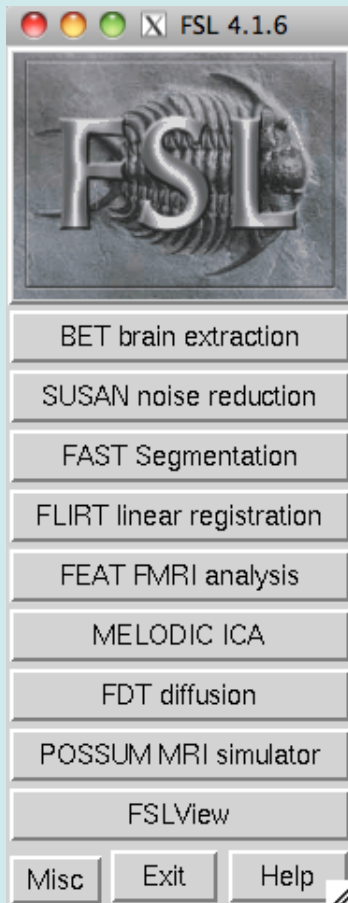 FSL 4.1.6
FSL
BET brain extraction
SUSAN noise reduction
FAST Segmentation
FLIRT linear registration
FEAT FMRI analysis
MELODIC ICA
FDT diffusion
POSSUM MRI simulator
FSLView
Misc Exit Help